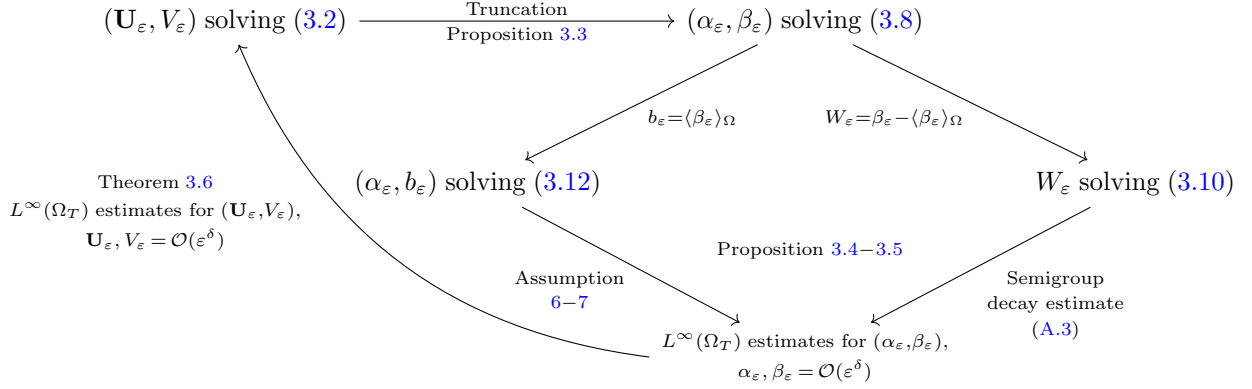 (𝐔_ε, V_ε) solving (3.2)
Truncation
Proposition 3.3
(α_ε, β_ε) solving (3.8)
b_ε=⟨β_ε⟩_Ω
W_ε=β_ε−⟨β_ε⟩_Ω
(α_ε, b_ε) solving (3.12)
W_ε solving (3.10)
Theorem 3.6
L^∞(Ω_T) estimates for (𝐔_ε,V_ε),
𝐔_ε, V_ε = 𝒪(ε^δ)
Proposition 3.4−3.5
Assumption
6−7
Semigroup
decay estimate
(A.3)
L^∞(Ω_T) estimates for (α_ε,β_ε),
α_ε, β_ε = 𝒪(ε^δ)